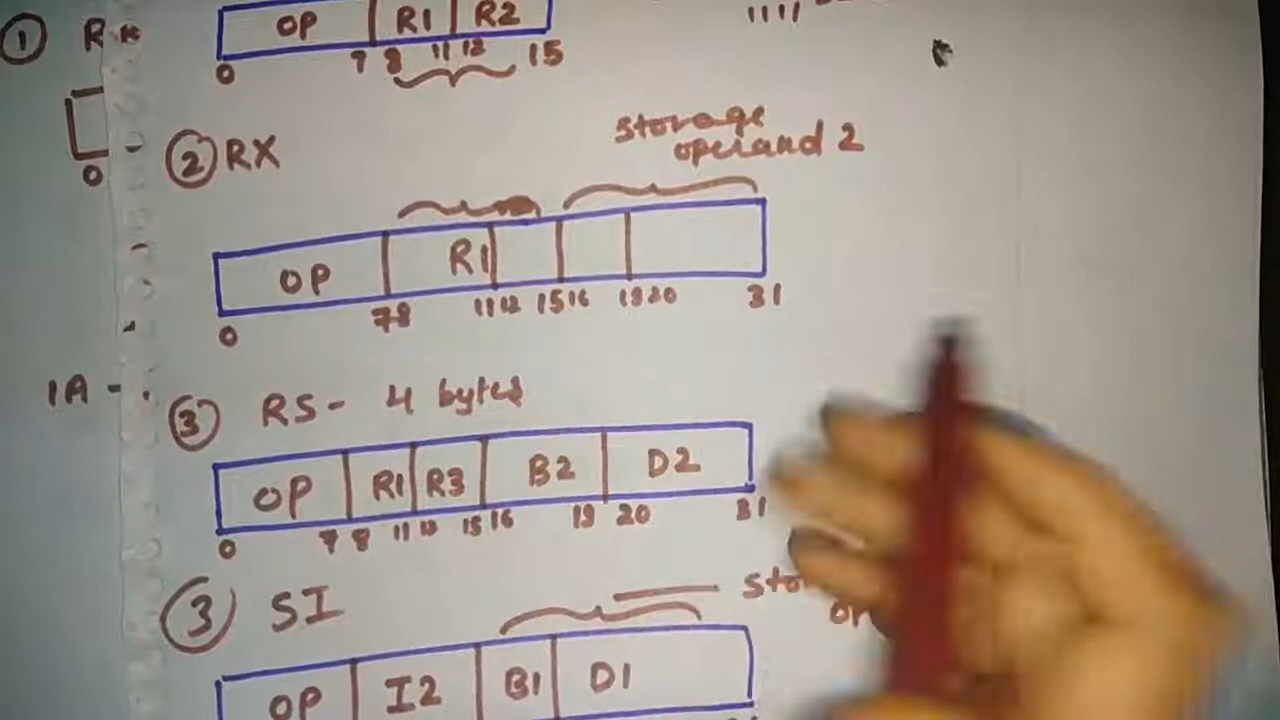 ① R
OP R1 R2
0 7 8 11 12 15
1111
0
② RX
storage
operand 2
OP R1
0 7 8 11 12 15 16 19 20 31
1A -
③ RS - 4 bytes
OP R1 R3 B2 D2
0 7 8 11 12 15 16 19 20 31
③ SI
OP I2 B1 D1